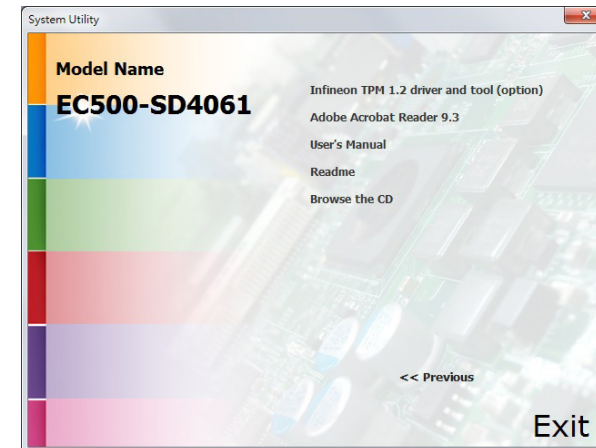 System Utility
Model Name
EC500-SD4061
Infineon TPM 1.2 driver and tool (option)
Adobe Acrobat Reader 9.3
User's Manual
Readme
Browse the CD
<< Previous
Exit